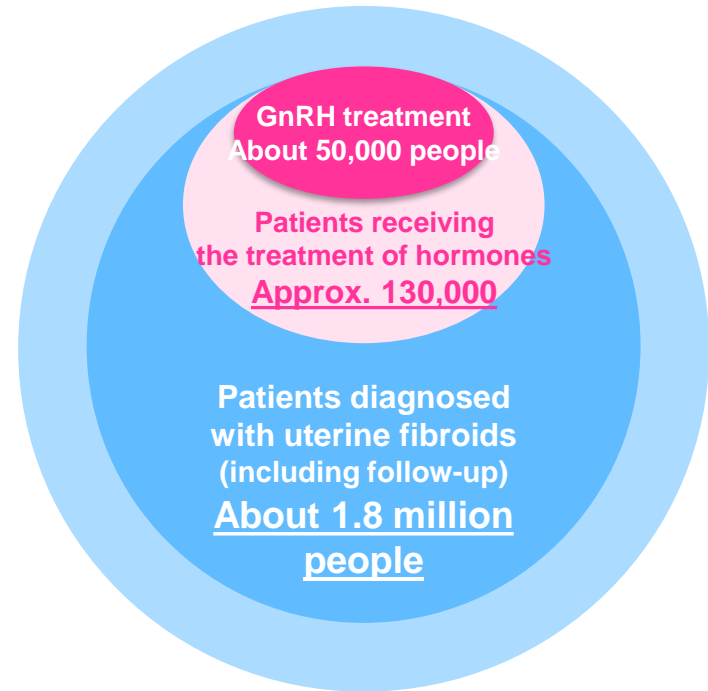 GnRH treatment
About 50,000 people
Patients receiving
the treatment of hormones
Approx. 130,000
Patients diagnosed
with uterine fibroids
(including follow-up)
About 1.8 million
people